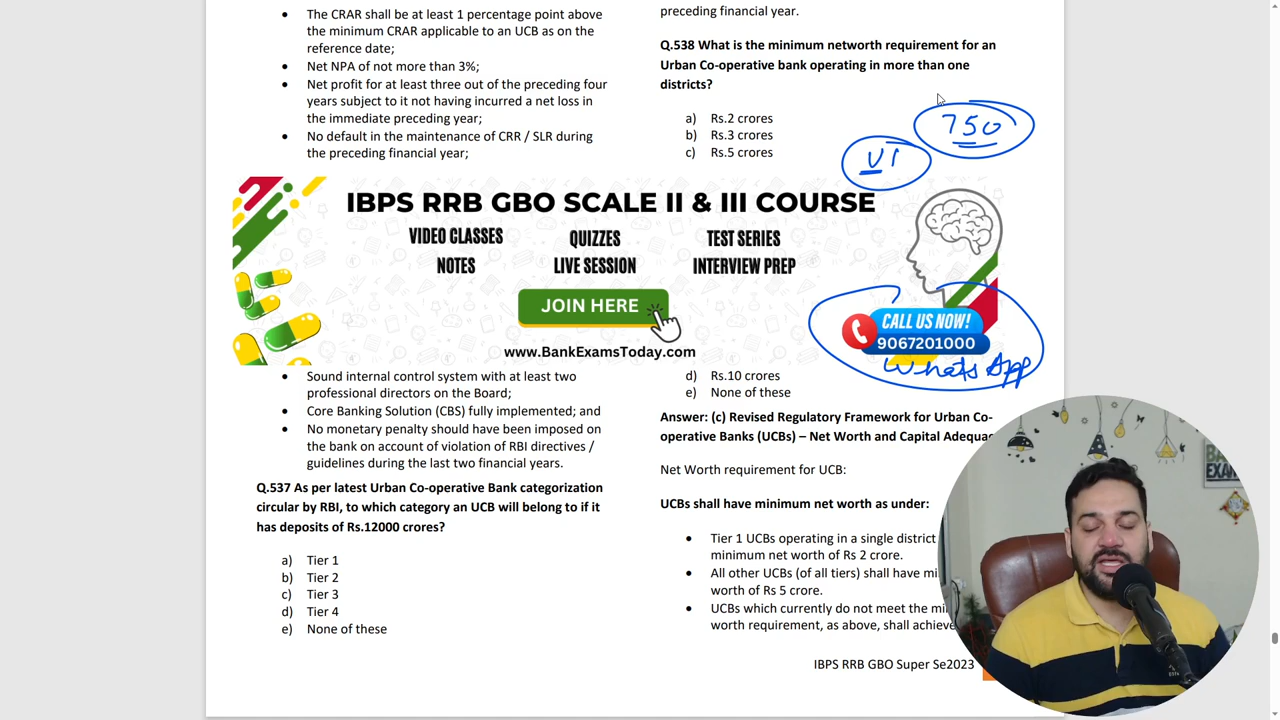 The CRAR shall be at least 1 percentage point above
the minimum CRAR applicable to an UCB as on the
reference date;
Net NPA of not more than 3%;
Net profit for at least three out of the preceding four
years subject to it not having incurred a net loss in
the immediate preceding year;
No default in the maintenance of CRR / SLR during
the preceding financial year;
preceding financial year.
Q.538 What is the minimum networth requirement for an
Urban Co-operative bank operating in more than one
districts?
a) Rs.2 crores
b) Rs.3 crores
c) Rs.5 crores
750
VI
IBPS RRB GBO SCALE II & III COURSE
VIDEO CLASSES
QUIZZES
TEST SERIES
NOTES
LIVE SESSION
INTERVIEW PREP
JOIN HERE
www.BankExamsToday.com
CALL US NOW!
9067201000
WhatsApp
Sound internal control system with at least two
professional directors on the Board;
Core Banking Solution (CBS) fully implemented; and
No monetary penalty should have been imposed on
the bank on account of violation of RBI directives /
guidelines during the last two financial years.
Q.537 As per latest Urban Co-operative Bank categorization
circular by RBI, to which category an UCB will belong to if it
has deposits of Rs.12000 crores?
a) Tier 1
b) Tier 2
c) Tier 3
d) Tier 4
e) None of these
d) Rs.10 crores
e) None of these
Answer: (c) Revised Regulatory Framework for Urban Co-
operative Banks (UCBs) – Net Worth and Capital
Net Worth requirement for UCB:
UCBs shall have minimum net worth as under:
Tier 1 UCBs operating in a single district
minimum net worth of Rs 2 crore.
All other UCBs (of all tiers) shall have
worth of Rs 5 crore.
UCBs which currently do not meet the
worth requirement, as above, shall achieve
IBPS RRB GBO Super Se2023